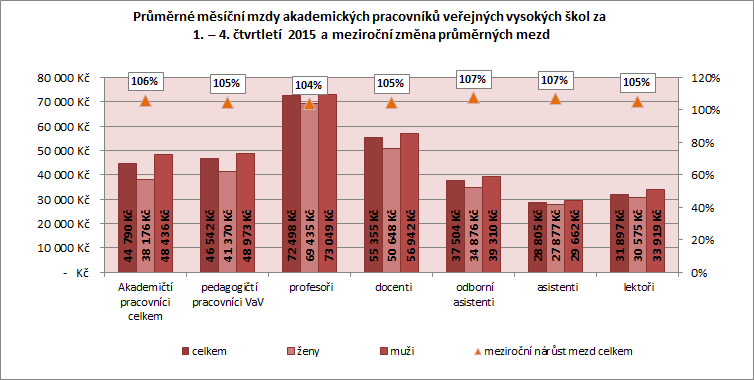 Průměrné měsíční mzdy akademických pracovníků veřejných vysokých škol za
1. – 4. čtvrtletí 2015 a meziroční změna průměrných mezd
106%
105%
104%
105%
107%
107%
105%
80 000 Kč
70 000 Kč
60 000 Kč
50 000 Kč
40 000 Kč
30 000 Kč
20 000 Kč
10 000 Kč
- Kč
120%
100%
80%
60%
40%
20%
0%
44 790 Kč
38 176 Kč
48 436 Kč
46 542 Kč
41 370 Kč
48 973 Kč
72 498 Kč
69 435 Kč
73 049 Kč
55 355 Kč
50 648 Kč
56 942 Kč
37 504 Kč
34 876 Kč
39 310 Kč
28 805 Kč
27 877 Kč
29 662 Kč
31 897 Kč
30 575 Kč
33 919 Kč
Akademičtí
pracovníci
celkem
pedagogičtí
pracovníci VaV
profesoři
docenti
odborní
asistenti
asistenti
lektoři
celkem
ženy
muži
meziroční nárůst mezd celkem